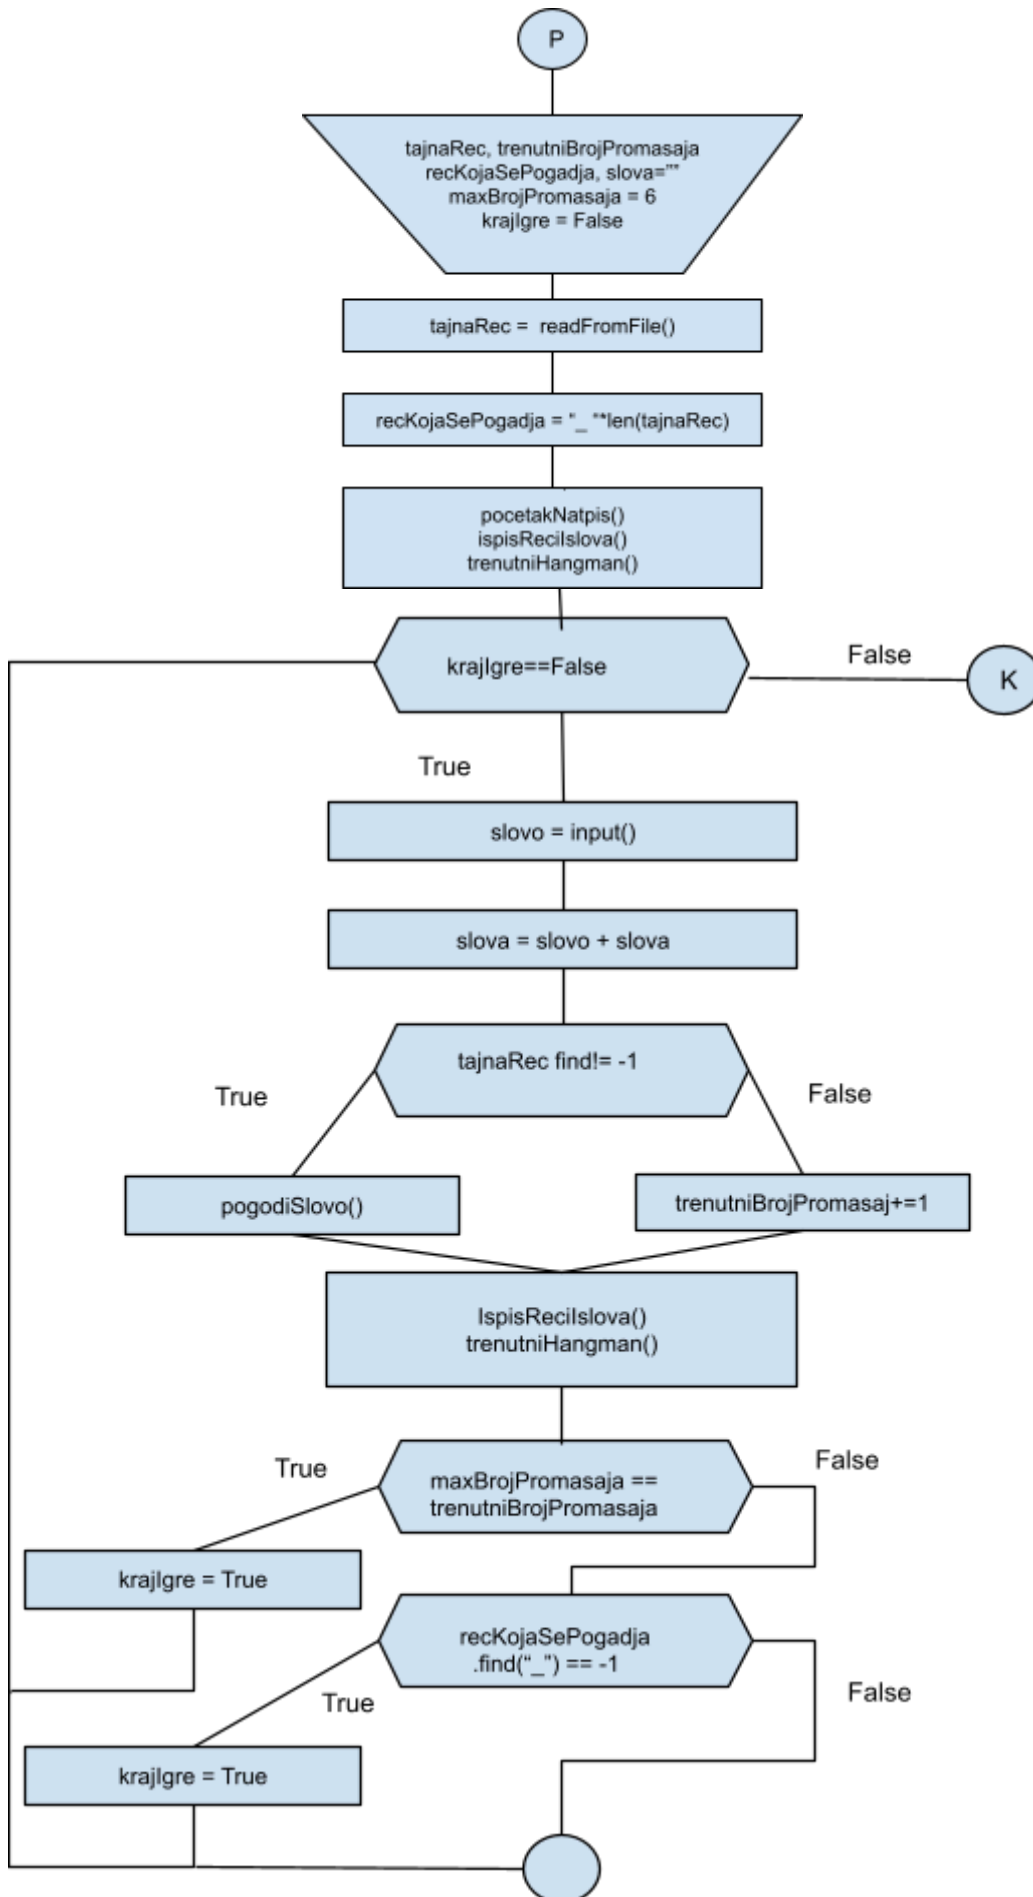 P
tajnaRec, trenutniBrojPromasaja
recKojaSePogadja, slova=""
maxBrojPromasaja = 6
krajIgre = False
tajnaRec = readFromFile()
recKojaSePogadja = "_ "*len(tajnaRec)
pocetakNatpis()
ispisReciIslova()
trenutniHangman()
krajIgre==False
False
K
True
slovo = input()
slova = slovo + slova
tajnaRec find!= -1
True
False
pogodiSlovo()
trenutniBrojPromasaj+=1
IspisReciIslova()
trenutniHangman()
True
maxBrojPromasaja ==
trenutniBrojPromasaja
False
krajIgre = True
recKojaSePogadja
.find("_") == -1
True
False
krajIgre = True